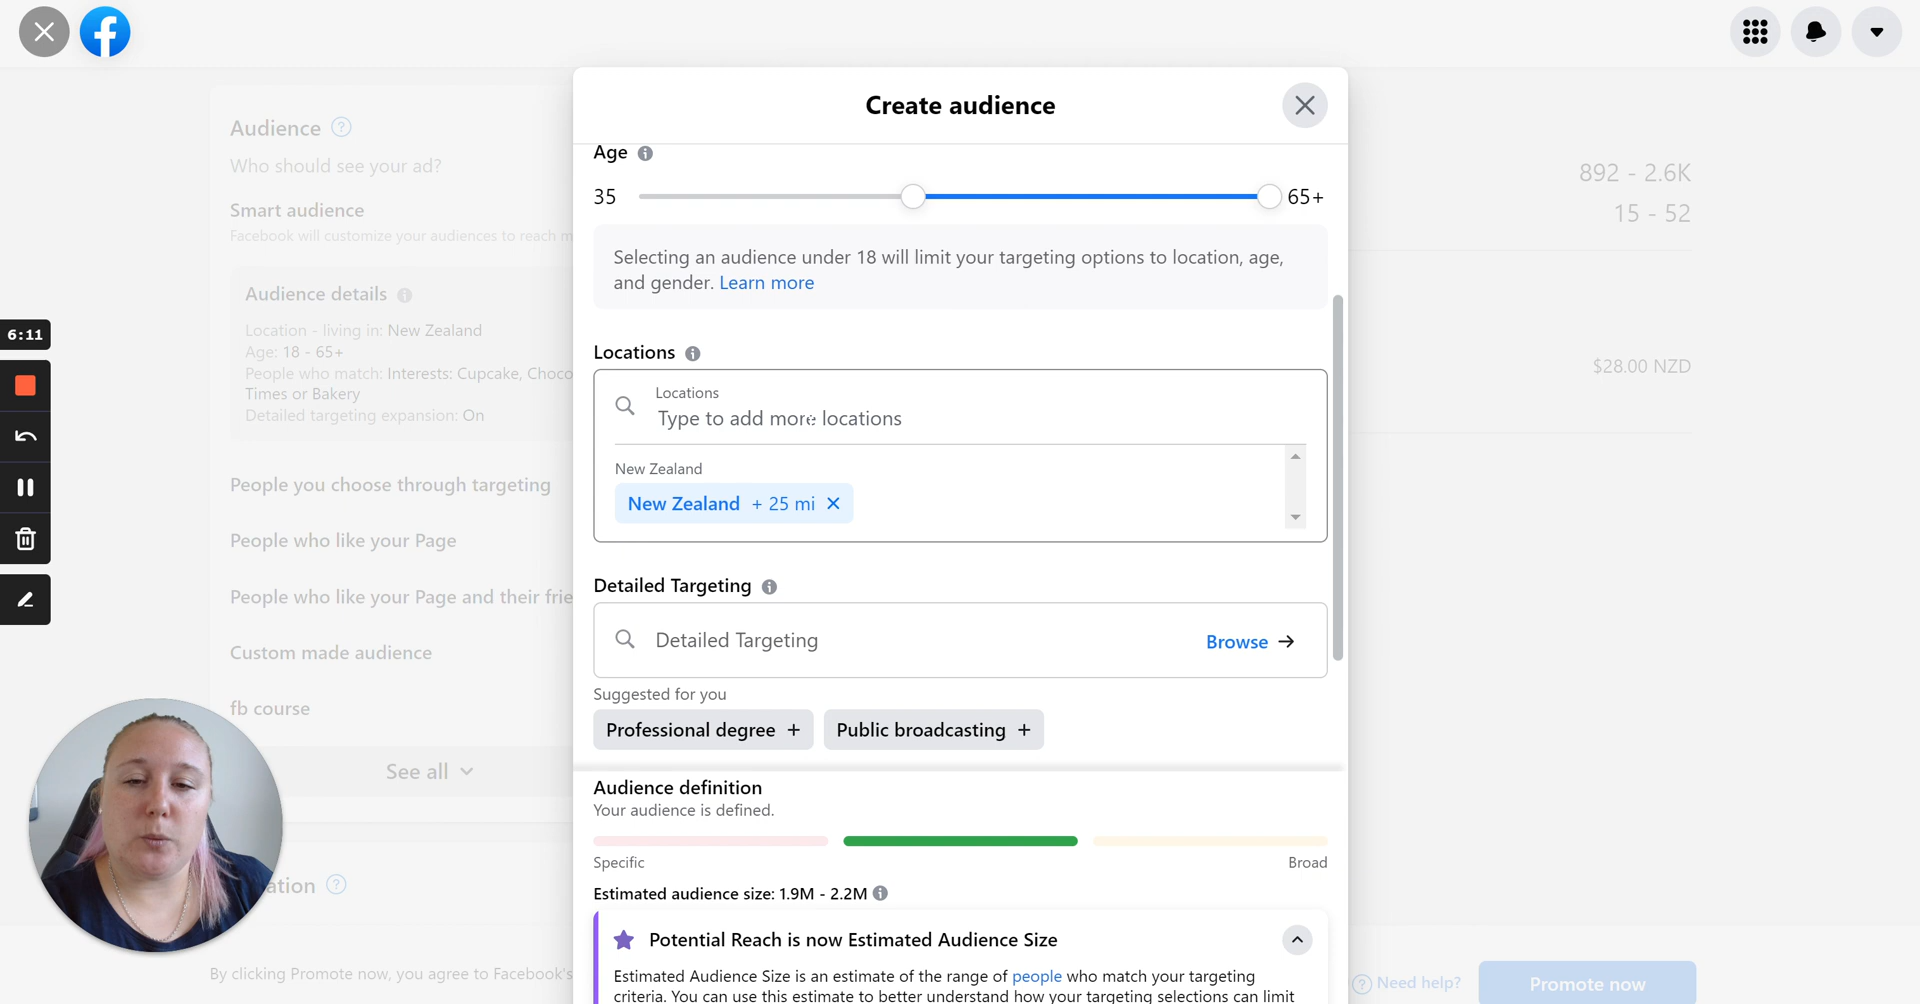 Create audience
Audience
Who should see your ad?
Smart audience
Facebook will customize your audiences to reach m
Audience details
Location - living in: New Zealand
Age: 18 - 65+
People who match: Interests: Cupcake, Choco
Times or Bakery
Detailed targeting expansion: On
People you choose through targeting
People who like your Page
People who like your Page and their frie
Custom made audience
fb course
See all
ation
By clicking Promote now, you agree to Facebook's
6:11
Age
35
65+
Selecting an audience under 18 will limit your targeting options to location, age,
and gender. Learn more
Locations
Locations
Type to add more locations
New Zealand
New Zealand + 25 mi
Detailed Targeting
Detailed Targeting
Browse
Suggested for you
Professional degree +
Public broadcasting +
Audience definition
Your audience is defined.
Specific
Broad
Estimated audience size: 1.9M - 2.2M
Potential Reach is now Estimated Audience Size
Estimated Audience Size is an estimate of the range of people who match your targeting
criteria. You can use this estimate to better understand how your targeting selections can limit
892 - 2.6K
15 - 52
$28.00 NZD
Need help?
Promote now